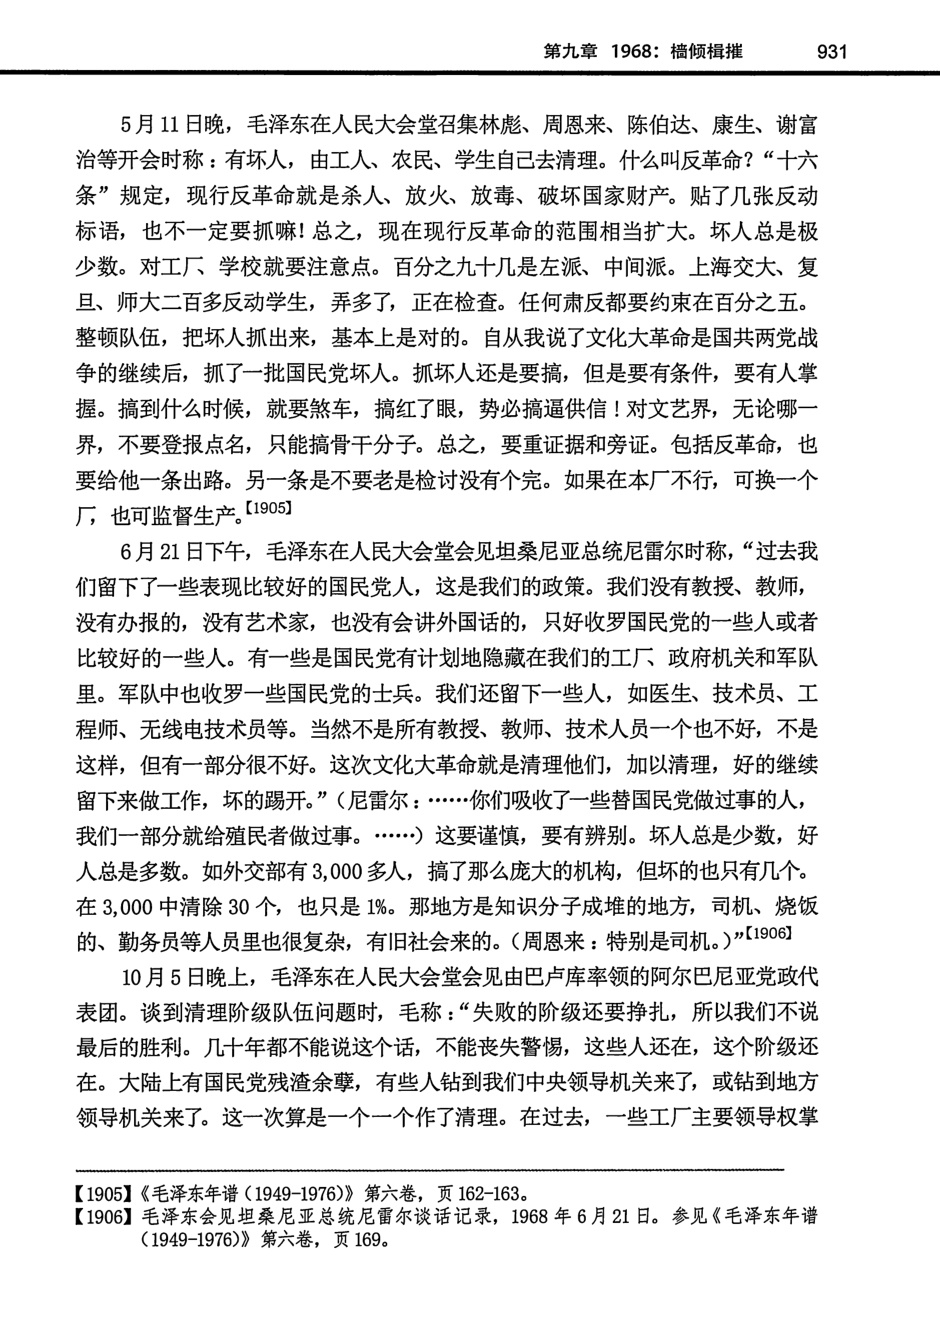 第九章 1968：樯倾楫摧 931
5月11日晚，毛泽东在人民大会堂召集林彪、周恩来、陈伯达、康生、谢富
治等开会时称：有坏人，由工人、农民、学生自己去清理。什么叫反革命？“十六
条”规定，现行反革命就是杀人、放火、放毒、破坏国家财产。贴了几张反动
标语，也不一定要抓嘛！总之，现在现行反革命的范围相当扩大。坏人总是极
少数。对工厂、学校就要注意点。百分之九十几是左派、中间派。上海交大、复
旦、师大二百多反动学生，弄多了，正在检查。任何肃反都要约束在百分之五。
整顿队伍，把坏人抓出来，基本上是对的。自从我说了文化大革命是国共两党战
争的继续后，抓了一批国民党坏人。抓坏人还是要搞，但是要有条件，要有人掌
握。搞到什么时候，就要煞车，搞红了眼，势必搞逼供信！对文艺界，无论哪一
界，不要登报点名，只能搞骨干分子。总之，要重证据和旁证。包括反革命，也
要给他一条出路。另一条是不要老是检讨没有个完。如果在本厂不行，可换一个
厂，也可监督生产。【1905】
6月21日下午，毛泽东在人民大会堂会见坦桑尼亚总统尼雷尔时称，“过去我
们留下了一些表现比较好的国民党人，这是我们的政策。我们没有教授、教师，
没有办报的，没有艺术家，也没有会讲外国话的，只好收罗国民党的一些人或者
比较好的一些人。有一些是国民党有计划地隐藏在我们的工厂、政府机关和军队
里。军队中也收罗一些国民党的士兵。我们还留下一些人，如医生、技术员、工
程师、无线电技术员等。当然不是所有教授、教师、技术人员一个也不好，不是
这样，但有一部分很不好。这次文化大革命就是清理他们，加以清理，好的继续
留下来做工作，坏的踢开。”（尼雷尔：……你们吸收了一些替国民党做过事的人，
我们一部分就给殖民者做过事。……）这要谨慎，要有辨别。坏人总是少数，好
人总是多数。如外交部有3,000多人，搞了那么庞大的机构，但坏的也只有几个。
在3,000中清除30个，也只是1%。那地方是知识分子成堆的地方，司机、烧饭
的、勤务员等人员里也很复杂，有旧社会来的。（周恩来：特别是司机。）”【1906】
10月5日晚上，毛泽东在人民大会堂会见由巴卢库率领的阿尔巴尼亚党政代
表团。谈到清理阶级队伍问题时，毛称：“失败的阶级还要挣扎，所以我们不说
最后的胜利。几十年都不能说这个话，不能丧失警惕，这些人还在，这个阶级还
在。大陆上有国民党残渣余孽，有些人钻到我们中央领导机关来了，或钻到地方
领导机关来了。这一次算是一个一个作了清理。在过去，一些工厂主要领导权掌
【1905】《毛泽东年谱（1949-1976）》第六卷，页162-163。
【1906】毛泽东会见坦桑尼亚总统尼雷尔谈话记录，1968年6月21日。参见《毛泽东年谱
（1949-1976）》第六卷，页169。